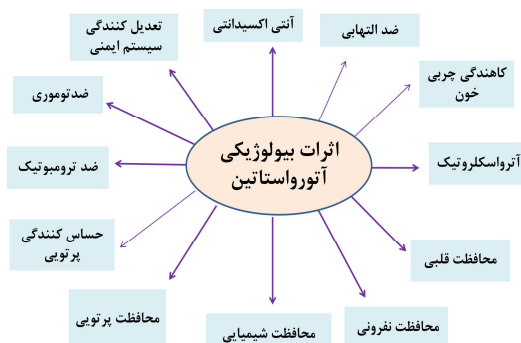 آنتی اکسیدانتی
ضد التهابی
کاهندگی چربی
خون
آترواسکلروتیک
محافظت قلبی
محافظت نفرونی
محافظت شیمیایی
محافظت پرتویی
حساس کنندگی
پرتویی
ضد ترومبوتیک
ضدتوموری
تعدیل کنندگی
سیستم ایمنی
اثرات بیولوژیکی
آتورواستاتین